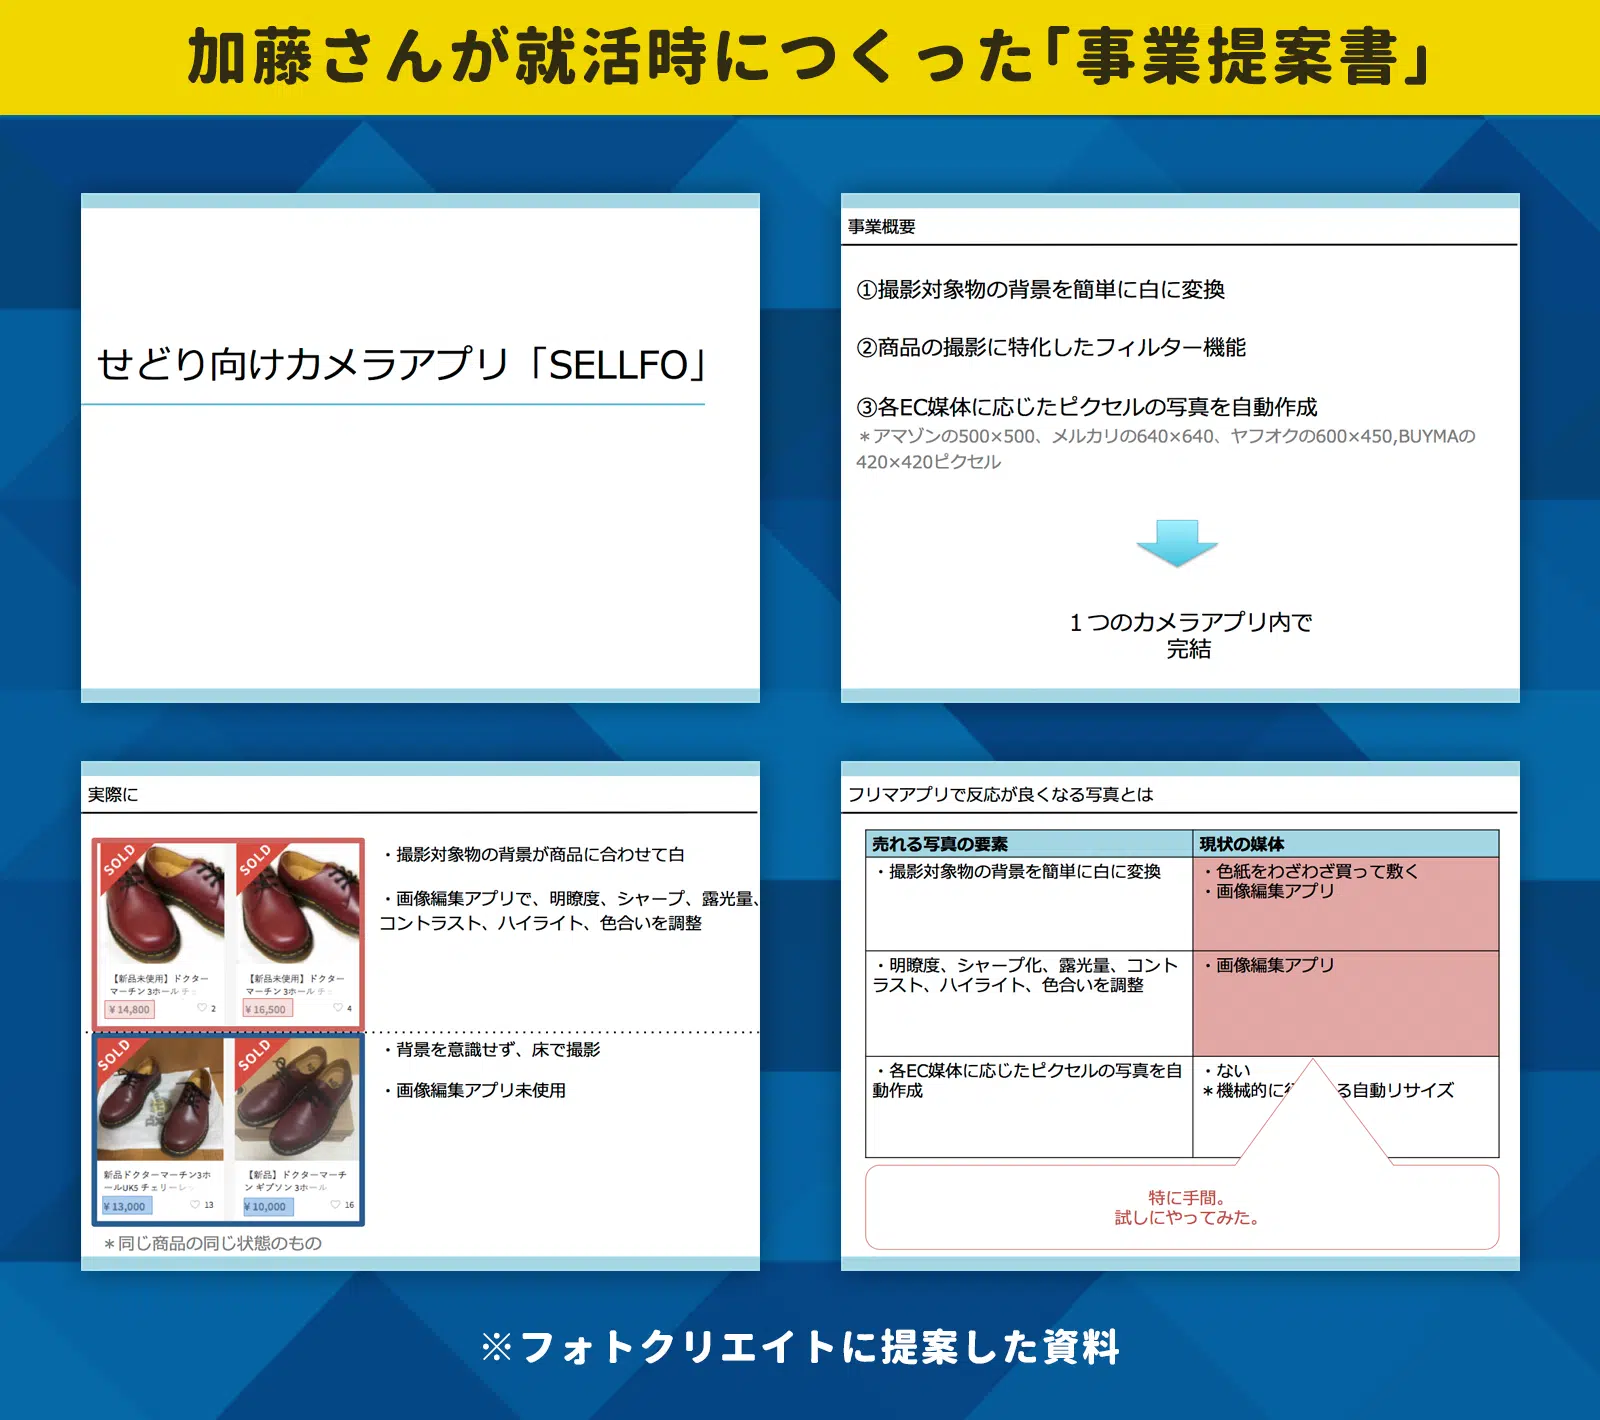 加藤さんが就活時につくった「事業提案書」
せどり向けカメラアプリ「SELLFO」
事業概要
①撮影対象物の背景を簡単に白に変換
②商品の撮影に特化したフィルター機能
③各EC媒体に応じたピクセルの写真を自動作成
＊アマゾンの500×500、メルカリの640×640、ヤフオクの600×450,BUYMAの
420×420ピクセル
１つのカメラアプリ内で
完結
実際に
SOLD
SOLD
【新品未使用】ドクター
マーチン 3ホール チェ
¥ 14,800
♡ 2
【新品未使用】ドクター
マーチン 3ホール チ
¥ 16,500
♡ 4
・撮影対象物の背景が商品に合わせて白
・画像編集アプリで、明瞭度、シャープ、露光量、
コントラスト、ハイライト、色合いを調整
SOLD
SOLD
新品ドクターマーチン3ホ
ールUK5 チェリーレッ
¥ 13,000
♡ 13
【新品】ドクターマーチ
ン ギブソン 3ホール
¥ 10,000
♡ 16
・背景を意識せず、床で撮影
・画像編集アプリ未使用
＊同じ商品の同じ状態のもの
フリマアプリで反応が良くなる写真とは
売れる写真の要素
現状の媒体
・撮影対象物の背景を簡単に白に変換
・色紙をわざわざ買って敷く
・画像編集アプリ
・明瞭度、シャープ化、露光量、コント
ラスト、ハイライト、色合いを調整
・画像編集アプリ
・各EC媒体に応じたピクセルの写真を自
動作成
・ない
＊機械的に
る自動リサイズ
特に手間。
試しにやってみた。
※フォトクリエイトに提案した資料